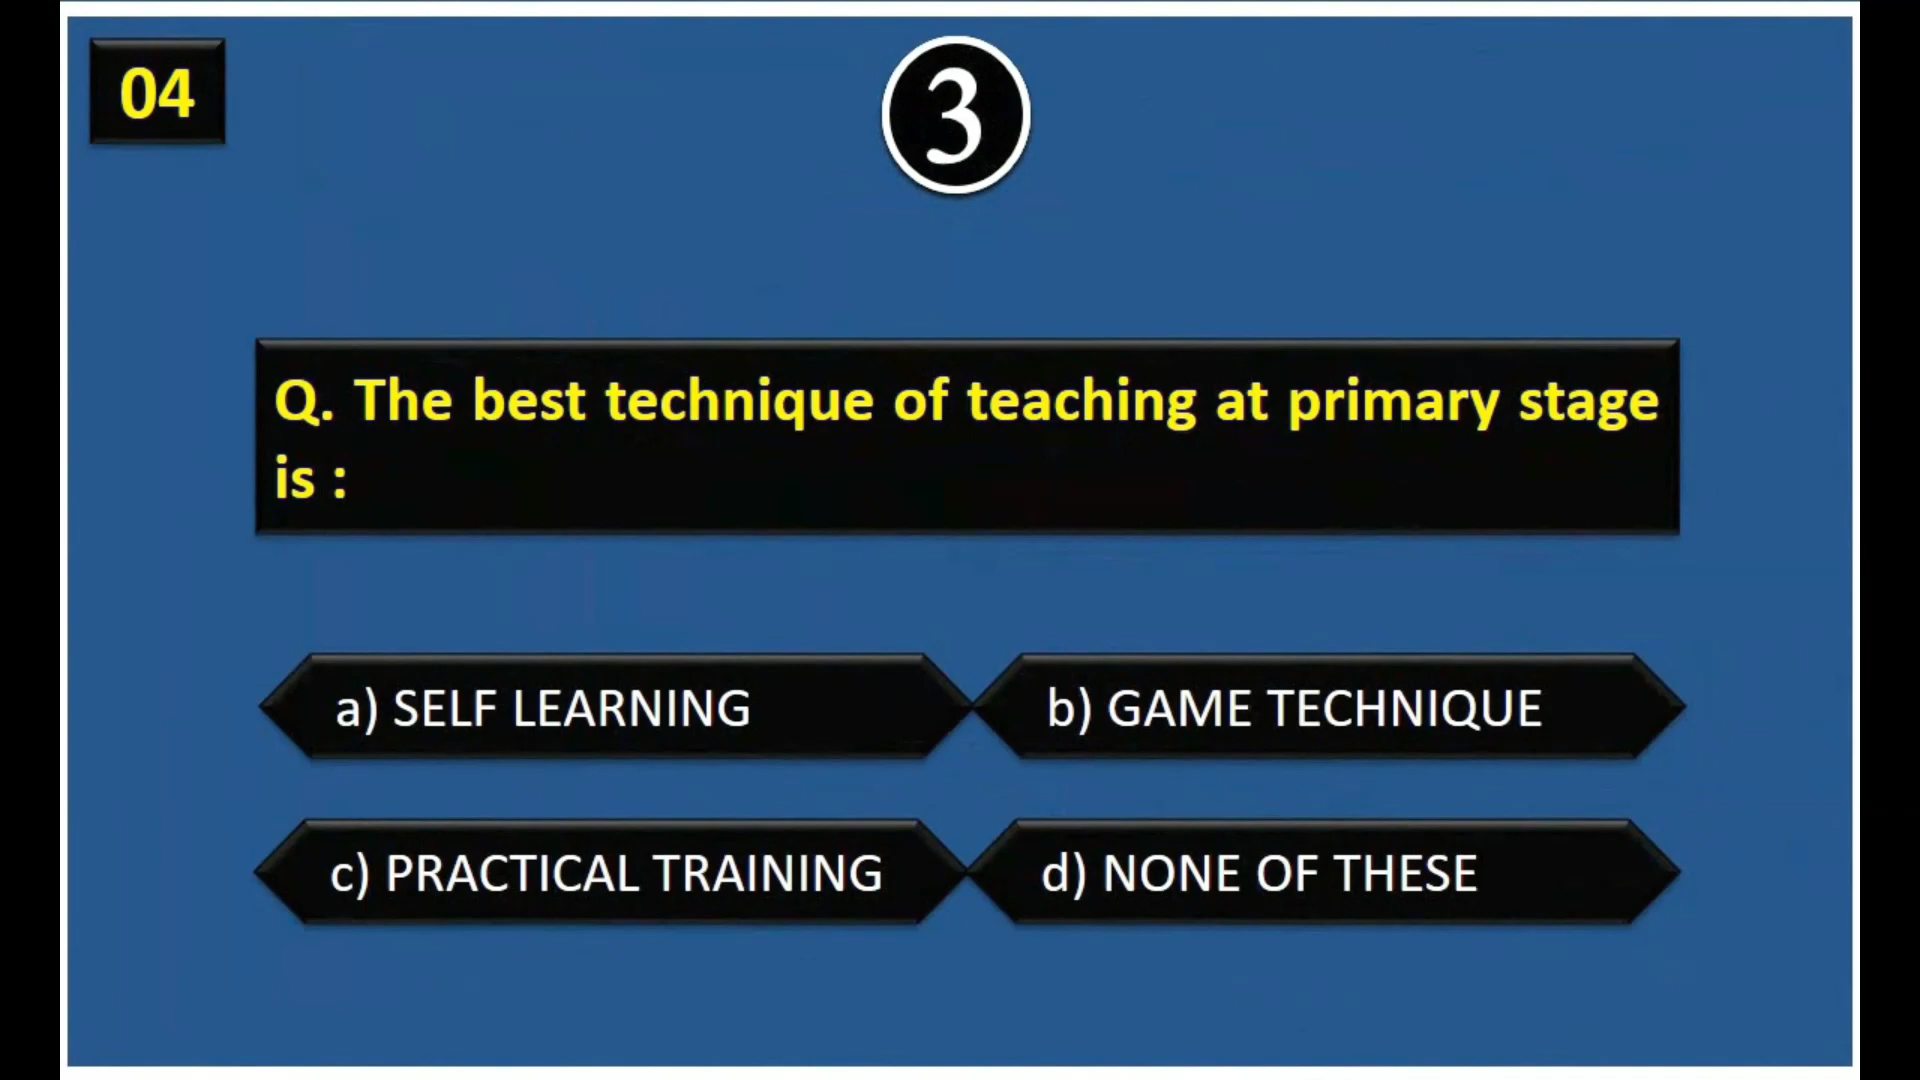 04
3
Q. The best technique of teaching at primary stage
is :
a) SELF LEARNING
b) GAME TECHNIQUE
c) PRACTICAL TRAINING
d) NONE OF THESE